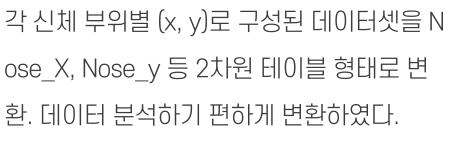 각 신체 부위별 (x, y)로 구성된 데이터셋을 N
ose_X, Nose_y 등 2차원 테이블 형태로 변
환. 데이터 분석하기 편하게 변환하였다.